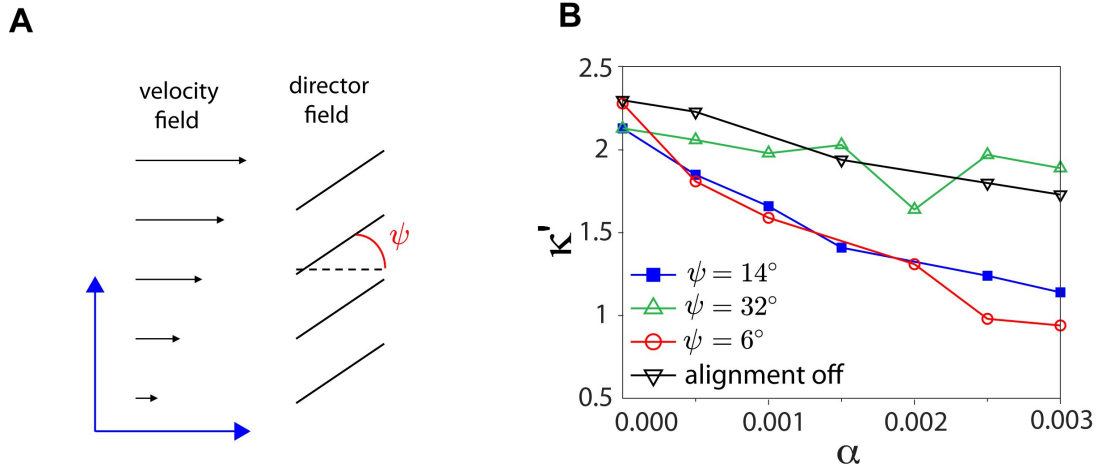 A
velocity
field
director
field
ψ
B
2.5
2
1.5
1
0.5
κ'
ψ = 14°
ψ = 32°
ψ = 6°
alignment off
0.000
0.001
0.002
0.003
α